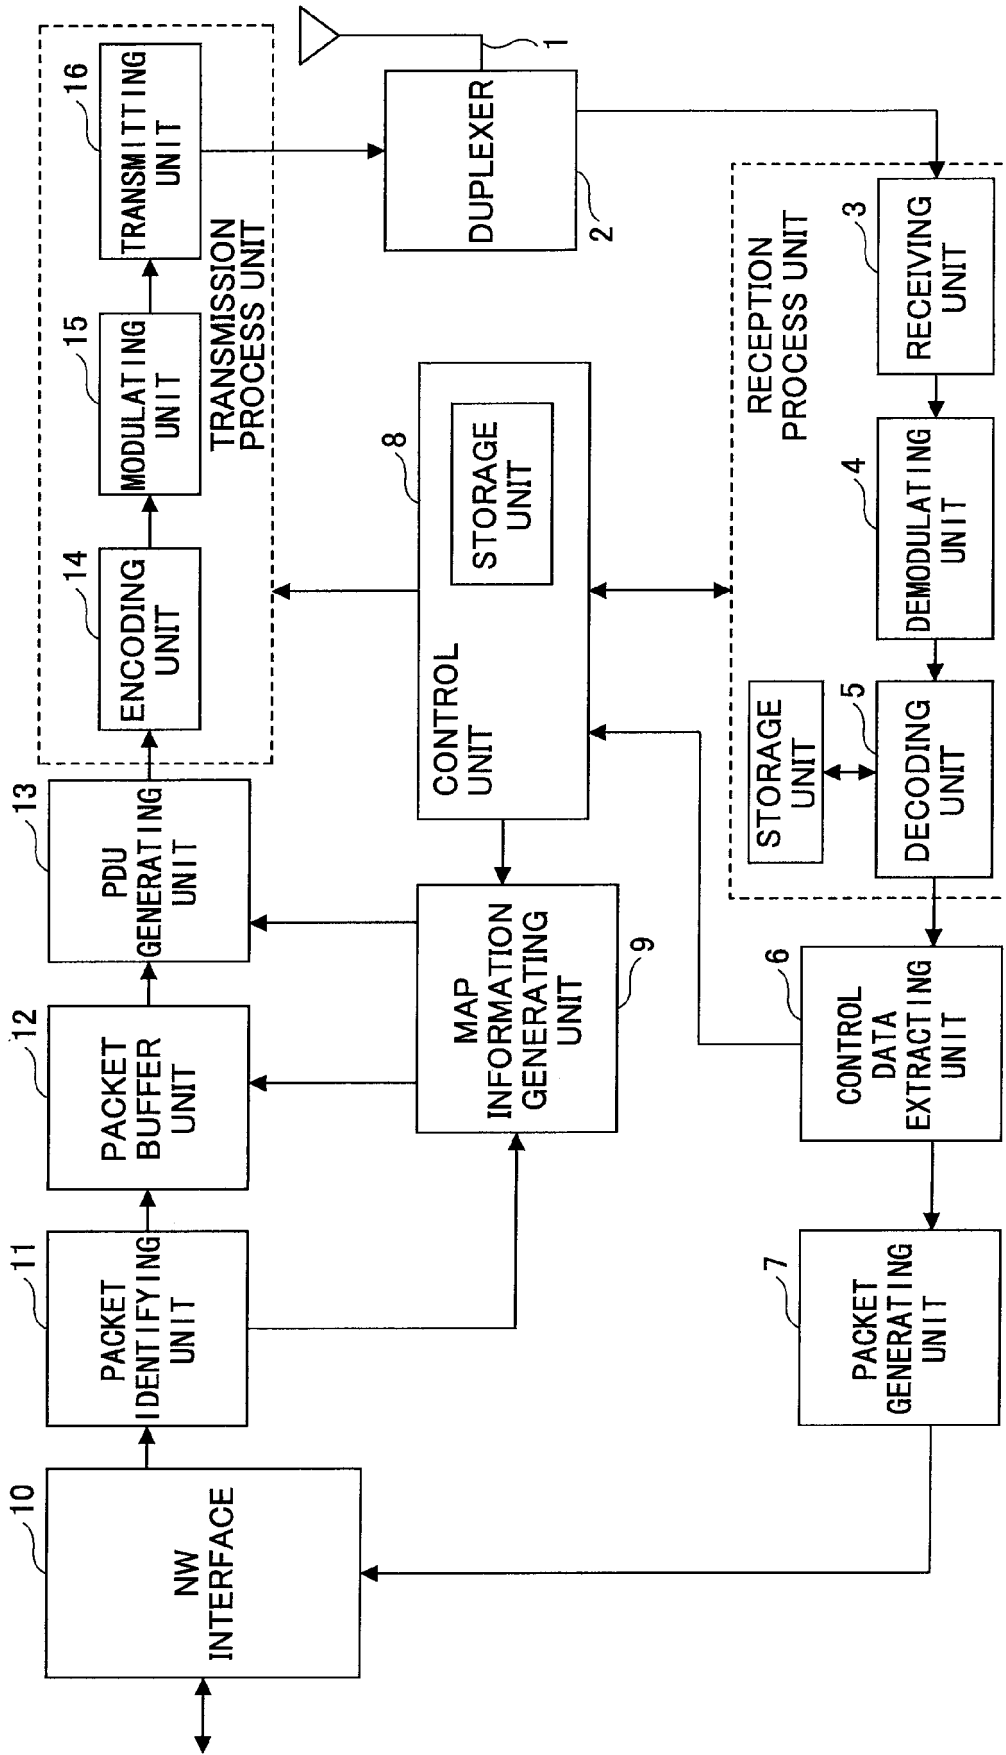 10
NW
INTERFACE
11
PACKET
IDENTIFYING
UNIT
12
PACKET
BUFFER
UNIT
13
PDU
GENERATING
UNIT
14
ENCODING
UNIT
15
MODULATING
UNIT
16
TRANSMITTING
UNIT
TRANSMISSION
PROCESS UNIT
1
DUPLEXER
2
MAP
INFORMATION
GENERATING
UNIT
9
8
CONTROL
UNIT
STORAGE
UNIT
RECEPTION
PROCESS UNIT
7
PACKET
GENERATING
UNIT
6
CONTROL
DATA
EXTRACTING
UNIT
STORAGE
UNIT
5
DECODING
UNIT
4
DEMODULATING
UNIT
3
RECEIVING
UNIT